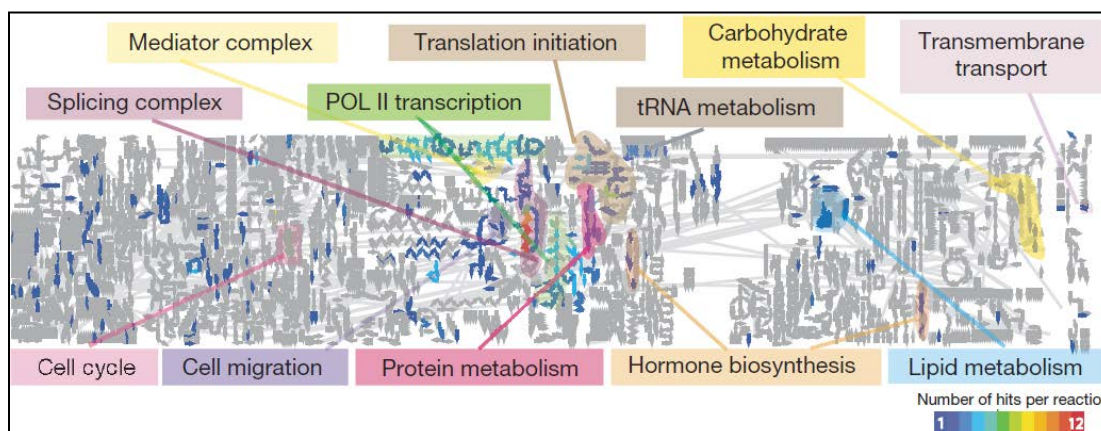 Mediator complex
Translation initiation
Carbohydrate
metabolism
Transmembrane
transport
Splicing complex
POL II transcription
tRNA metabolism
Cell cycle
Cell migration
Protein metabolism
Hormone biosynthesis
Lipid metabolism
Number of hits per reactio
1
12